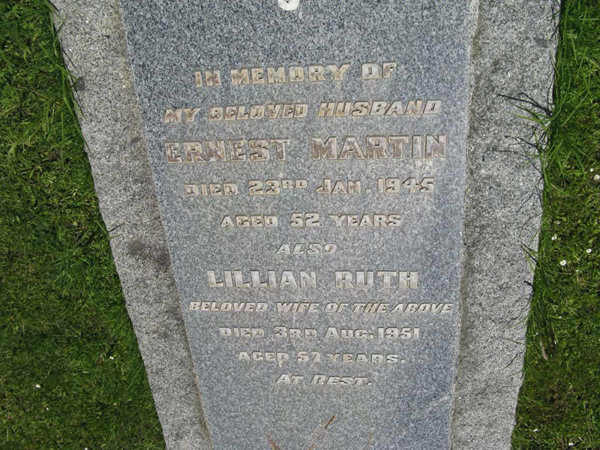 IN MEMORY OF
MY BELOVED HUSBAND
ERNEST MARTIN
DIED 23RD JAN. 1945
AGED 52 YEARS
ALSO
LILLIAN RUTH
BELOVED WIFE OF THE ABOVE
DIED 3RD AUG. 1951
AGED 57 YEARS.
AT REST.